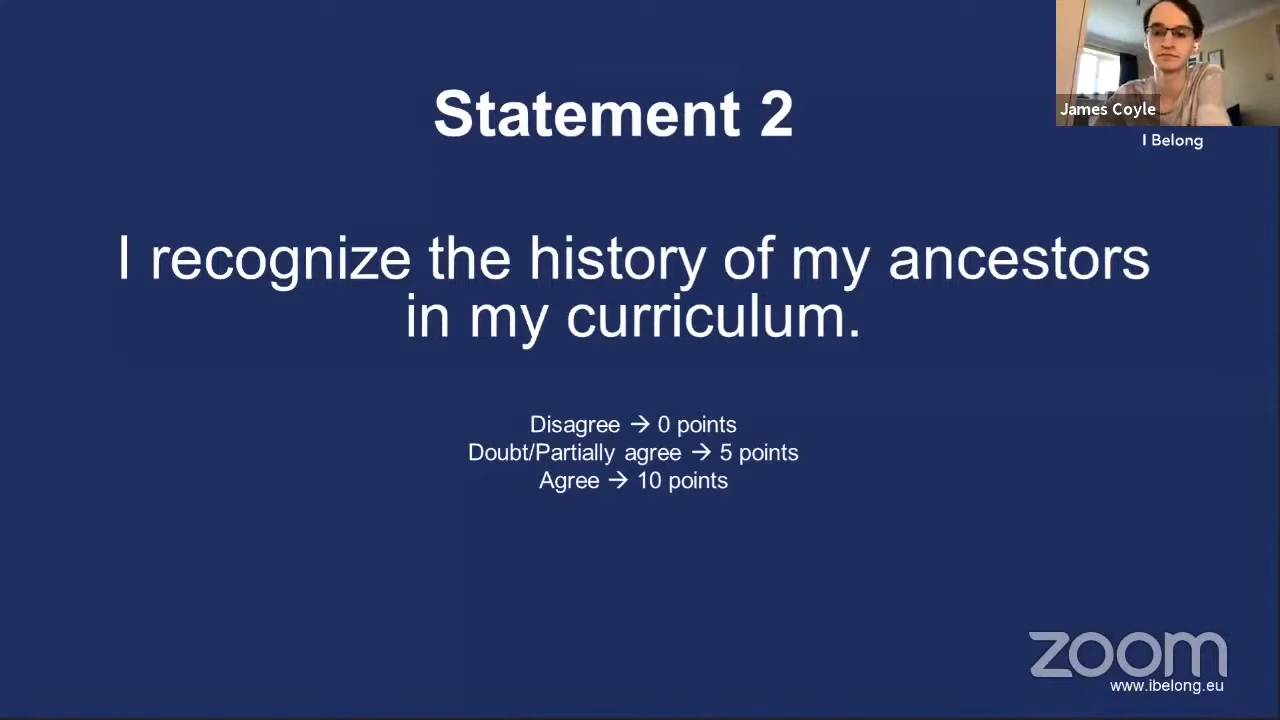 Statement 2
James Coyle
I Belong
I recognize the history of my ancestors
in my curriculum.
Disagree → 0 points
Doubt/Partially agree → 5 points
Agree → 10 points
zoom
www.ibelong.eu